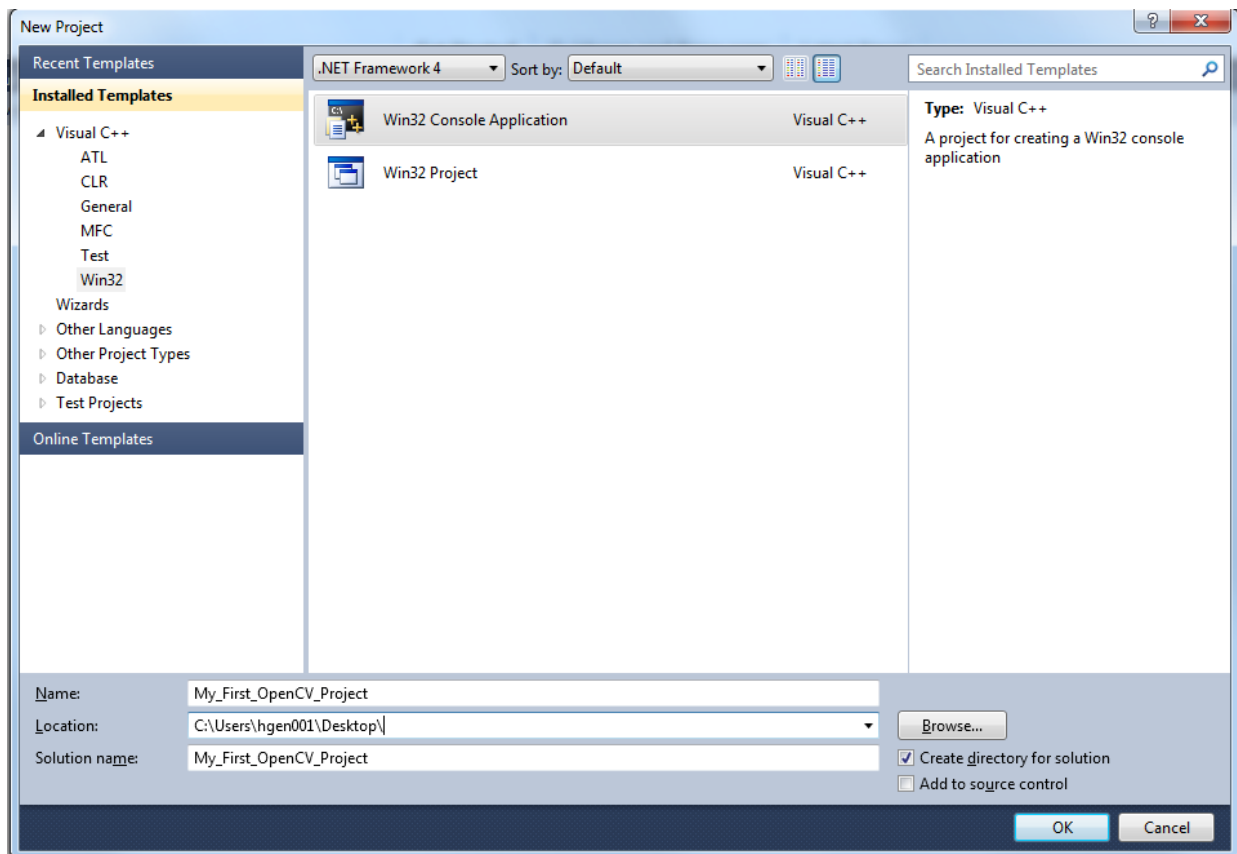 New Project
Recent Templates
Installed Templates
Visual C++
ATL
CLR
General
MFC
Test
Win32
Wizards
Other Languages
Other Project Types
Database
Test Projects
Online Templates
.NET Framework 4 Sort by: Default
Win32 Console Application Visual C++
Win32 Project Visual C++
Search Installed Templates
Type: Visual C++
A project for creating a Win32 console
application
Name: My_First_OpenCV_Project
Location: C:\Users\hgen001\Desktop\ Browse...
Solution name: My_First_OpenCV_Project Create directory for solution
Add to source control
OK Cancel